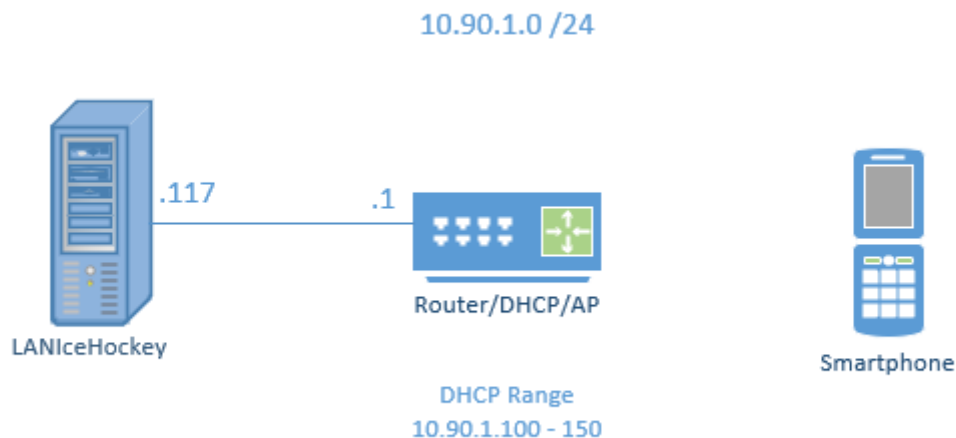 10.90.1.0 /24
.117
.1
Router/DHCP/AP
LANIceHockey
Smartphone
DHCP Range
10.90.1.100 - 150